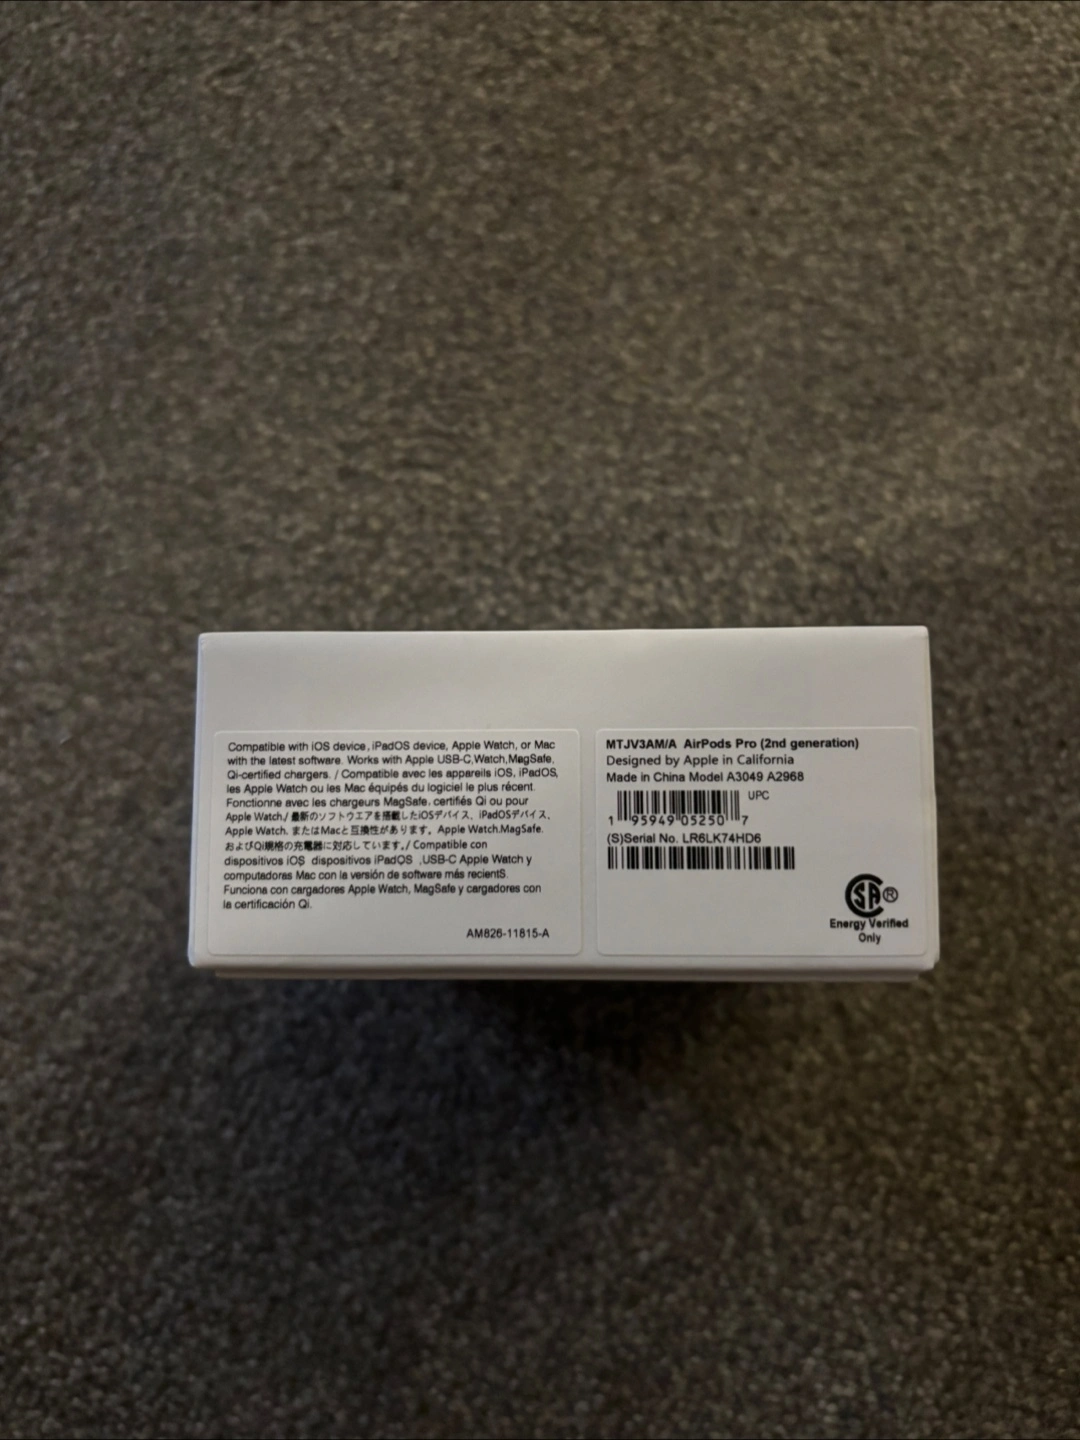 Compatible with iOS device, iPadOS device, Apple Watch, or Mac
with the latest software. Works with Apple USB-C,Watch,MagSafe,
Qi-certified chargers. / Compatible avec les appareils iOS, iPadOS,
les Apple Watch ou les Mac équipés du logiciel le plus récent.
Fonctionne avec les chargeurs MagSafe, certifiés Qi ou pour
Apple Watch./ 最新のソフトウエアを搭載したiOSデバイス、iPadOSデバイス、
Apple Watch. またはMacと互換性があります。Apple Watch.MagSafe.
およびQi規格の充電器に対応しています。/ Compatible con
dispositivos iOS dispositivos iPadOS ,USB-C Apple Watch y
computadoras Mac con la versión de software más recientS.
Funciona con cargadores Apple Watch, MagSafe y cargadores con
la certificación Qi.
AM826-11815-A
MTJV3AM/A AirPods Pro (2nd generation)
Designed by Apple in California
Made in China Model A3049 A2968
UPC
1 95949 05250 7
(S)Serial No. LR6LK74HD6
SA ®
Energy Verified
Only